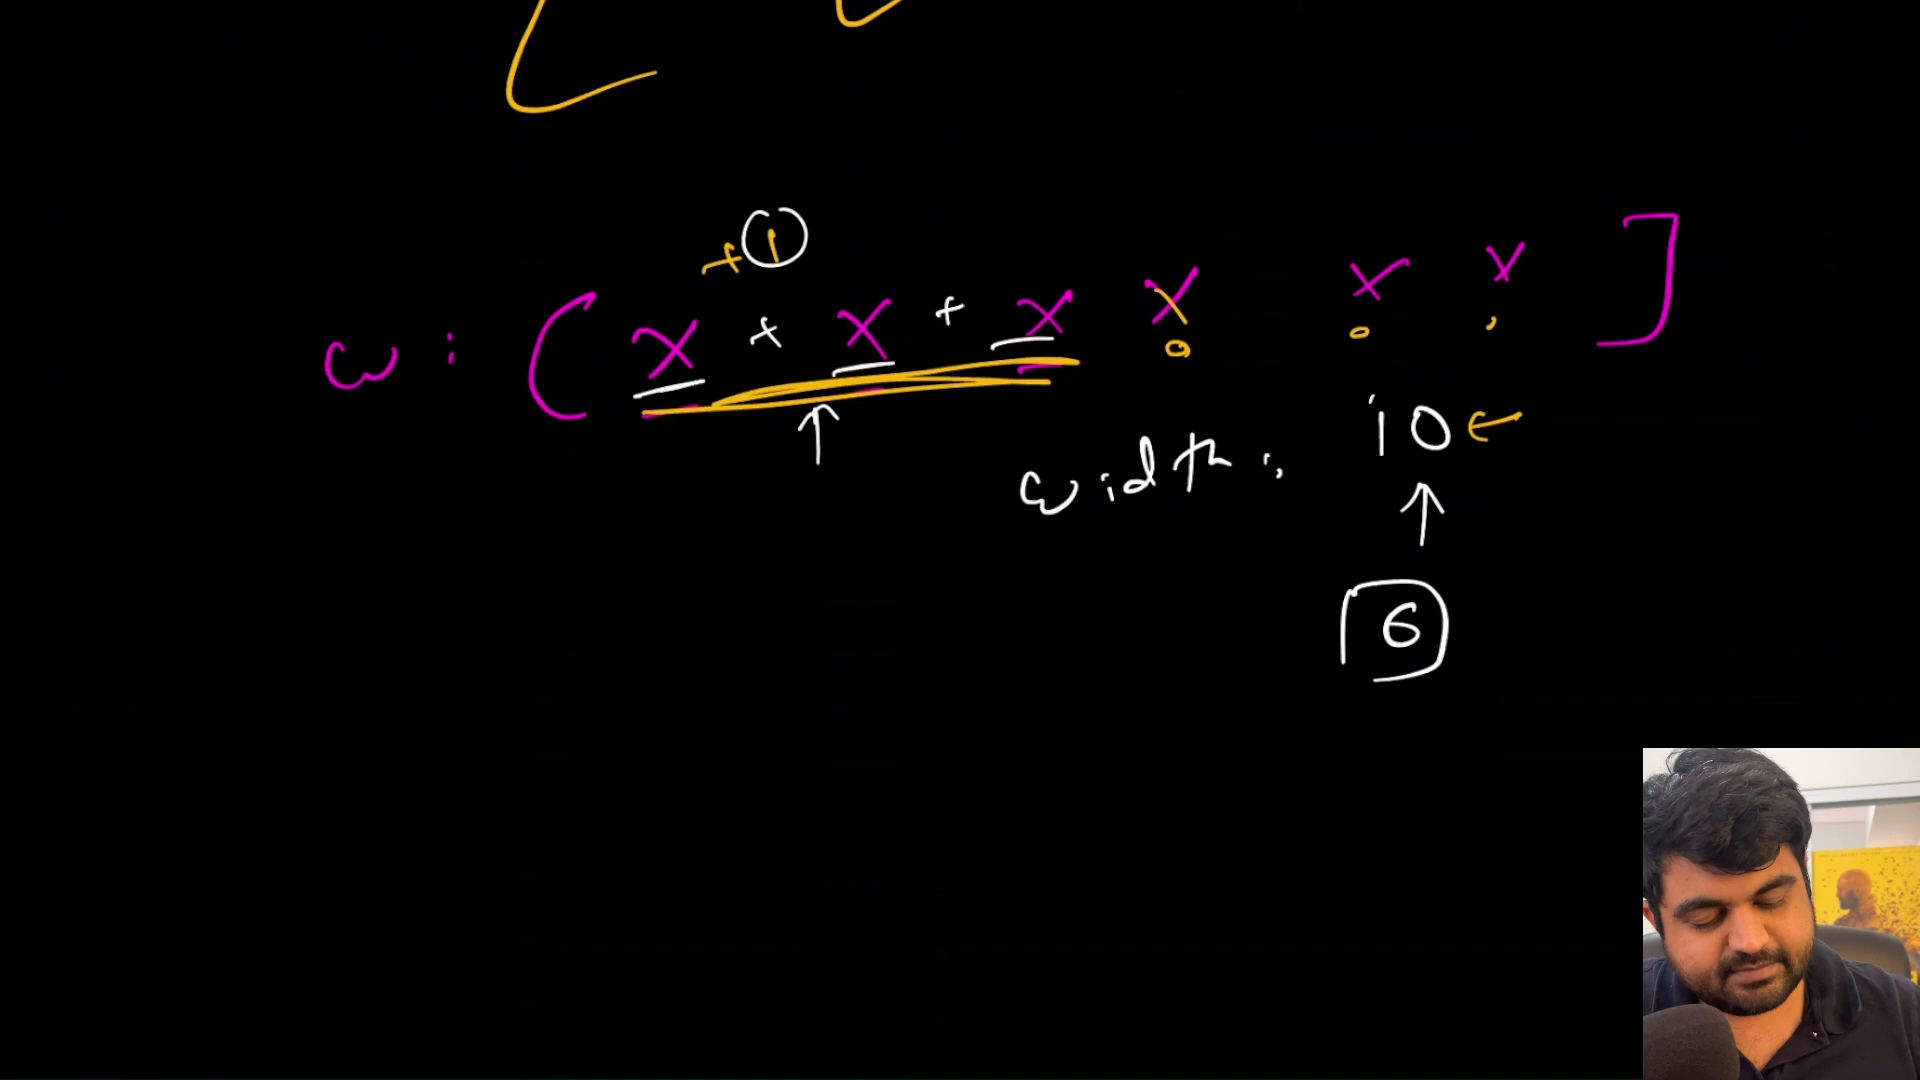 +1
w : [ x + x + x x x x ]
width : 10 ←
↑
↑
6